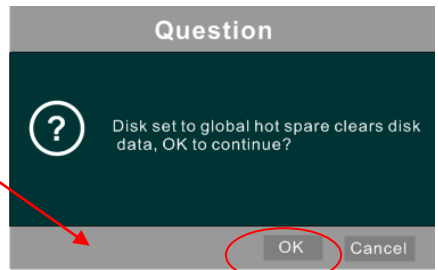 Question
?
Disk set to global hot spare clears disk
data, OK to continue?
OK Cancel